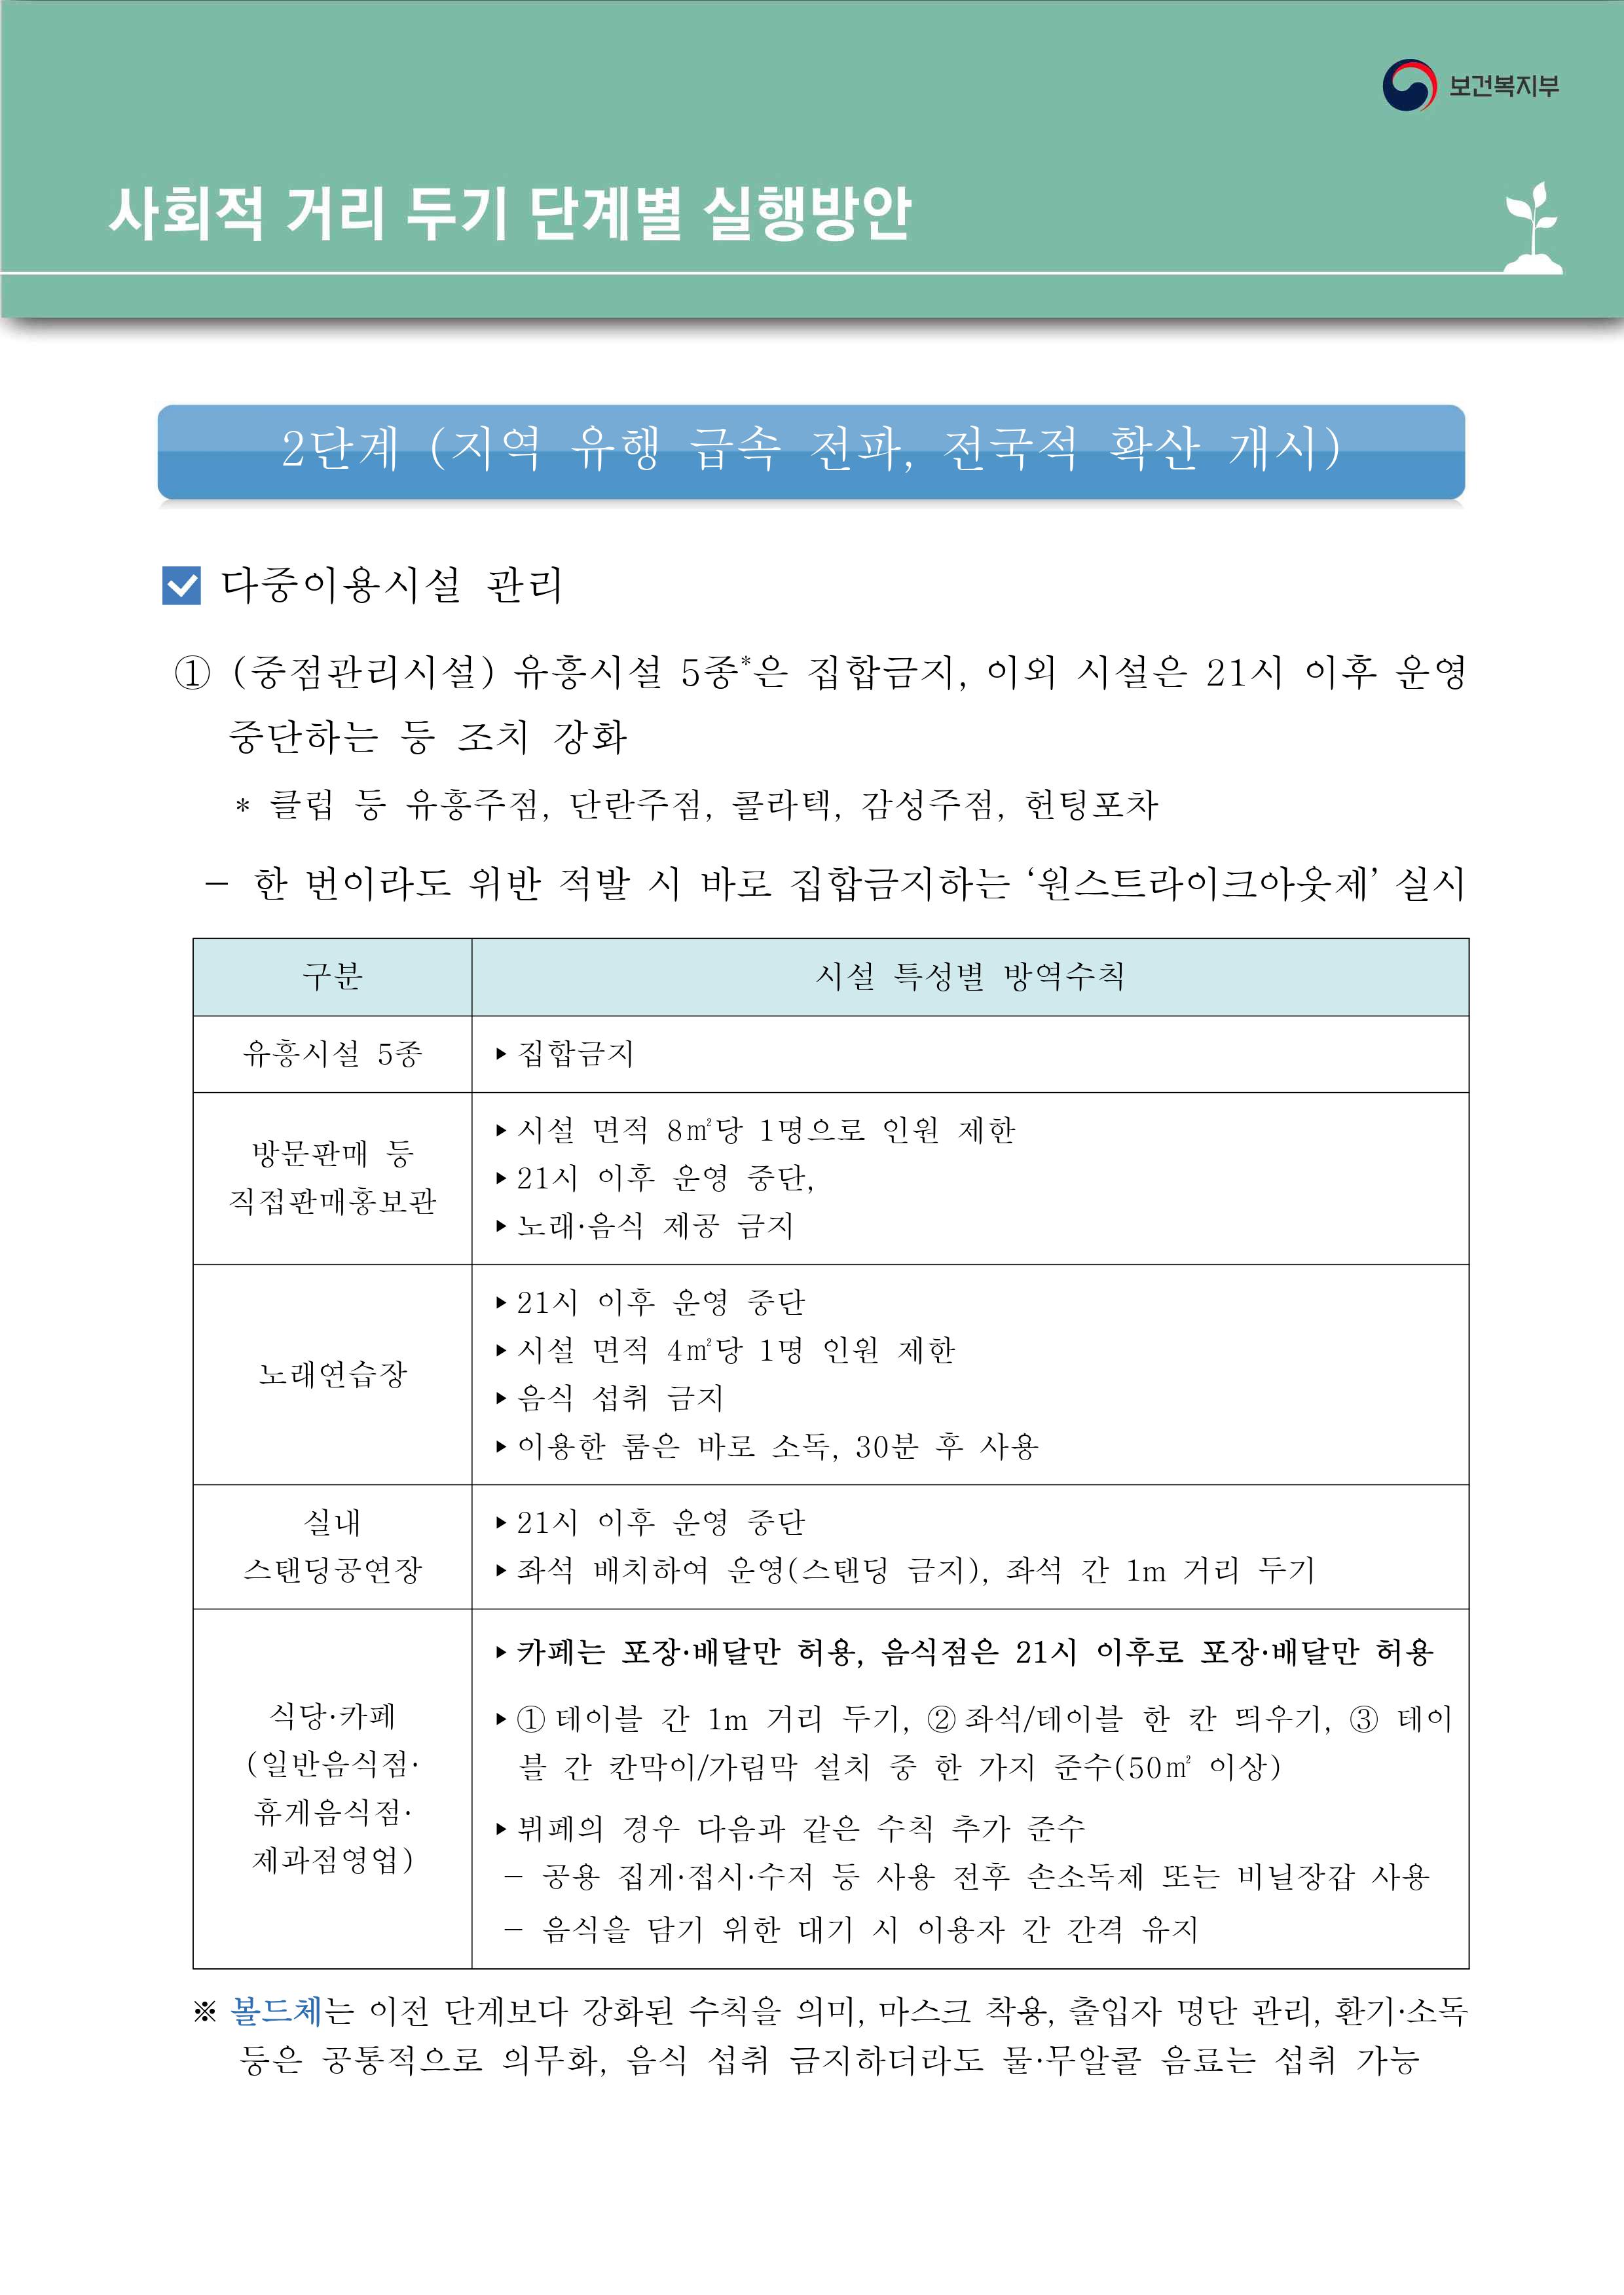 보건복지부
사회적 거리 두기 단계별 실행방안
2단계 (지역 유행 급속 전파, 전국적 확산 개시)
다중이용시설 관리
① (중점관리시설) 유흥시설 5종*은 집합금지, 이외 시설은 21시 이후 운영
중단하는 등 조치 강화
* 클럽 등 유흥주점, 단란주점, 콜라텍, 감성주점, 헌팅포차
- 한 번이라도 위반 적발 시 바로 집합금지하는 ‘원스트라이크아웃제’ 실시
구분
시설 특성별 방역수칙
유흥시설 5종
▸집합금지
방문판매 등
직접판매홍보관
▸시설 면적 8㎡당 1명으로 인원 제한
▸21시 이후 운영 중단,
▸노래·음식 제공 금지
노래연습장
▸21시 이후 운영 중단
▸시설 면적 4㎡당 1명 인원 제한
▸음식 섭취 금지
▸이용한 룸은 바로 소독, 30분 후 사용
실내
스탠딩공연장
▸21시 이후 운영 중단
▸좌석 배치하여 운영(스탠딩 금지), 좌석 간 1m 거리 두기
식당·카페
(일반음식점·
휴게음식점·
제과점영업)
▸카페는 포장·배달만 허용, 음식점은 21시 이후로 포장·배달만 허용
▸① 테이블 간 1m 거리 두기, ② 좌석/테이블 한 칸 띄우기, ③ 테이
블 간 칸막이/가림막 설치 중 한 가지 준수(50㎡ 이상)
▸뷔페의 경우 다음과 같은 수칙 추가 준수
- 공용 집게·접시·수저 등 사용 전후 손소독제 또는 비닐장갑 사용
- 음식을 담기 위한 대기 시 이용자 간 간격 유지
※ 볼드체는 이전 단계보다 강화된 수칙을 의미, 마스크 착용, 출입자 명단 관리, 환기·소독
등은 공통적으로 의무화, 음식 섭취 금지하더라도 물·무알콜 음료는 섭취 가능